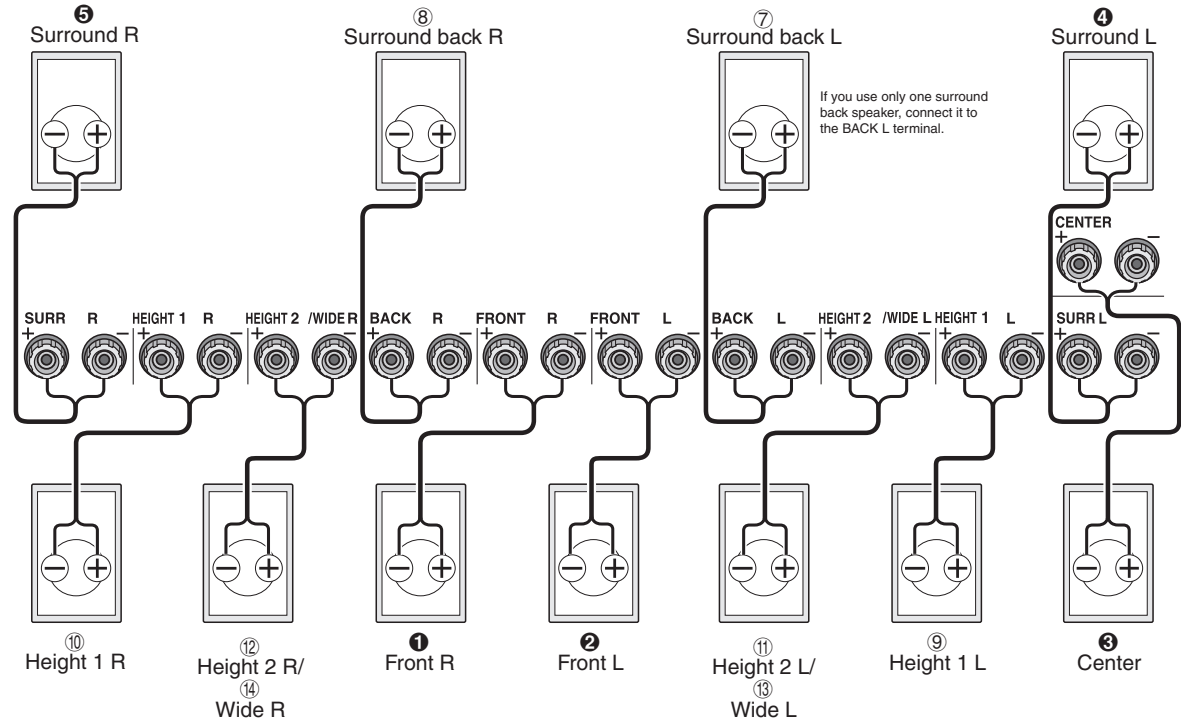 ❺
Surround R
⑧
Surround back R
⑦
Surround back L
❹
Surround L
If you use only one surround
back speaker, connect it to
the BACK L terminal.
− +
− +
− +
− +
CENTER
+ −
SURR R HEIGHT 1 R HEIGHT 2 /WIDE R BACK R FRONT R FRONT L BACK L HEIGHT 2 /WIDE L HEIGHT 1 L SURR L
+ − + − + − + − + − + − + − + − + − + −
− +
− +
− +
− +
− +
− +
− +
⑩
Height 1 R
⑫
Height 2 R/
⑭
Wide R
❶
Front R
❷
Front L
⑪
Height 2 L/
⑬
Wide L
⑨
Height 1 L
❸
Center